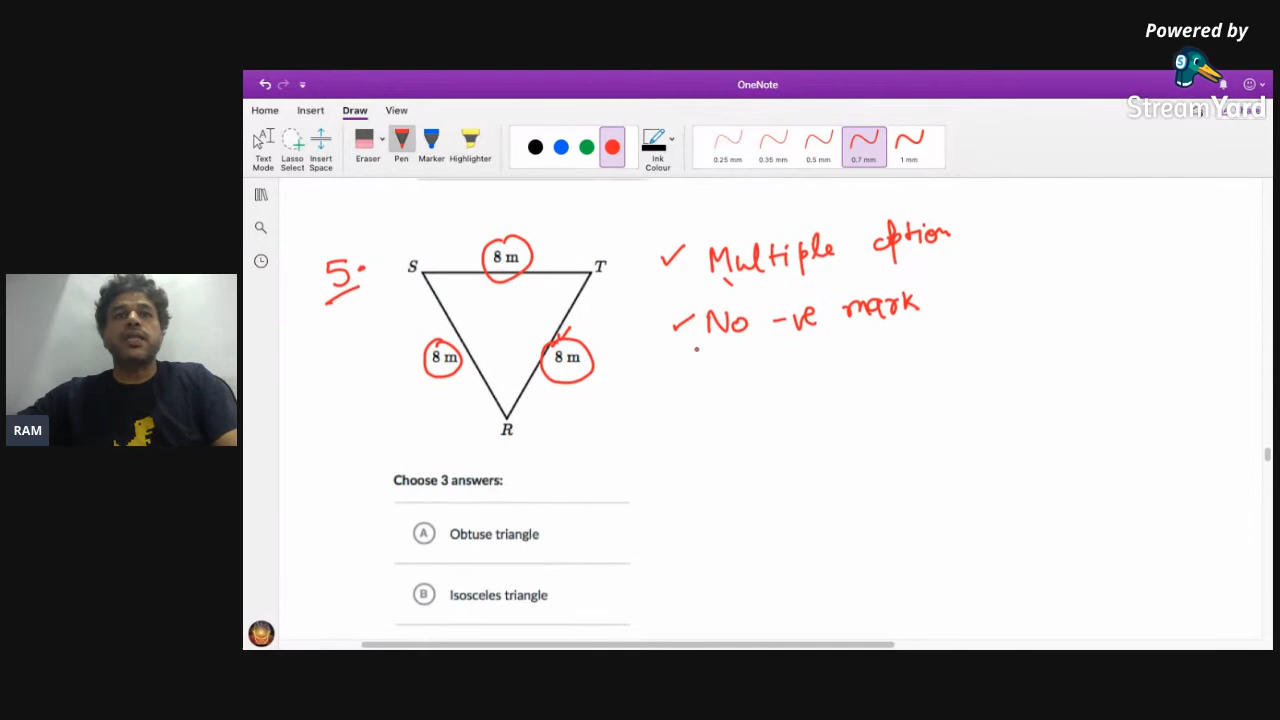 Powered by
StreamYard
OneNote
Home Insert Draw View
Text Mode
Lasso Select
Insert Space
Eraser
Pen
Marker
Highlighter
Ink Colour
0.25 mm
0.35 mm
0.5 mm
0.7 mm
1 mm
5.
S
8 m
T
8 m
8 m
R
✓ Multiple option
✓ No -ve mark
RAM
Choose 3 answers:
A Obtuse triangle
B Isosceles triangle